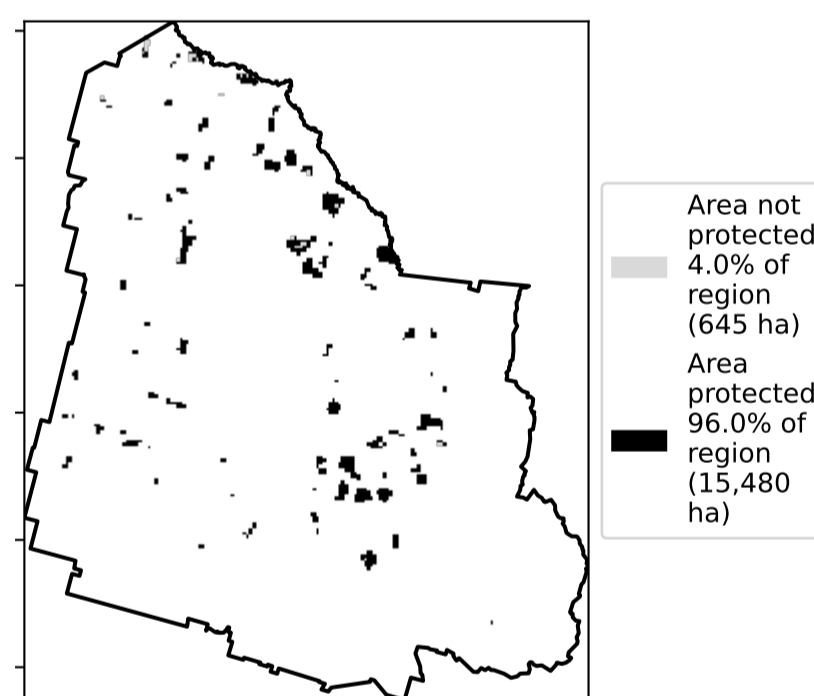 Area not
protected
4.0% of
region
(645 ha)
Area
protected
96.0% of
region
(15,480
ha)